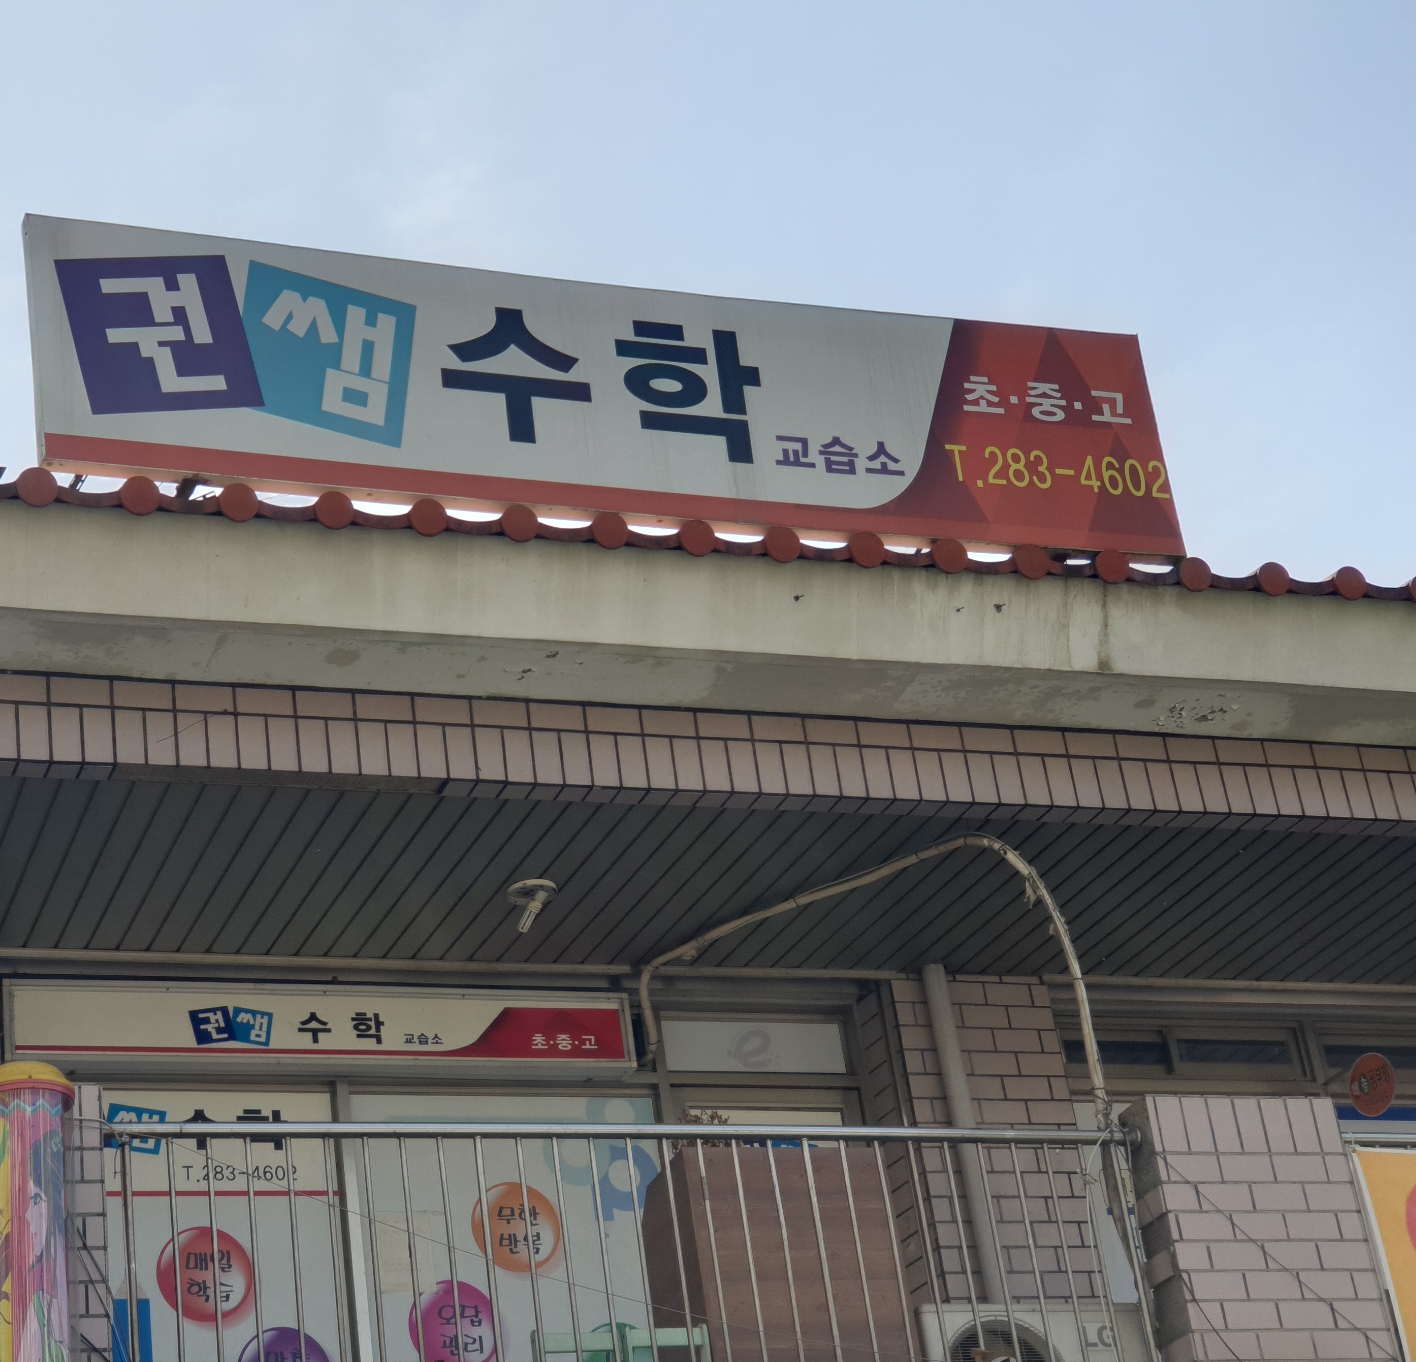 권쌤 수학 교습소
초·중·고
T.283-4602
권쌤 수학 교습소 초·중·고
e
쌤 수학
T.283-4602
매일
학습
무한
반복
오답
관리
LG